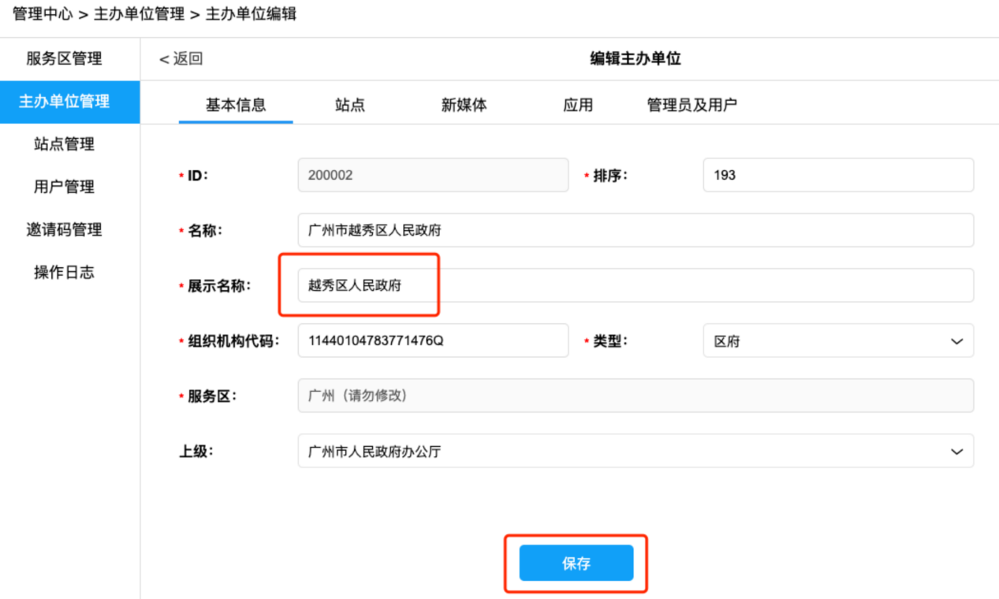 管理中心 > 主办单位管理 > 主办单位编辑
服务区管理
主办单位管理
站点管理
用户管理
邀请码管理
操作日志
< 返回
编辑主办单位
基本信息 站点 新媒体 应用 管理员及用户
* ID: 200002 * 排序: 193
* 名称: 广州市越秀区人民政府
* 展示名称: 越秀区人民政府
* 组织机构代码: 11440104783771476Q * 类型: 区府
* 服务区: 广州（请勿修改）
上级: 广州市人民政府办公厅
保存